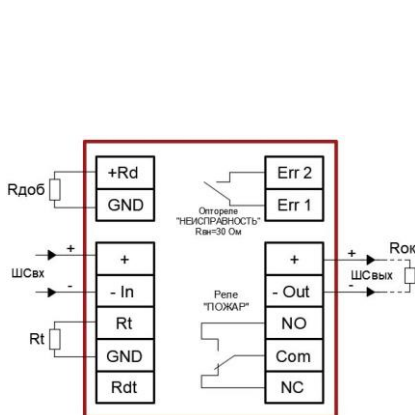 +Rd
Err 2
Rдоб
GND
Err 1
Оптореле
"НЕИСПРАВНОСТЬ"
Rвн=30 Ом
+
+
+
+
Rок
ШСвх
ШСвых
-
- In
- Out
-
Реле
"ПОЖАР"
Rt
Rt
NO
GND
Com
Rdt
NC